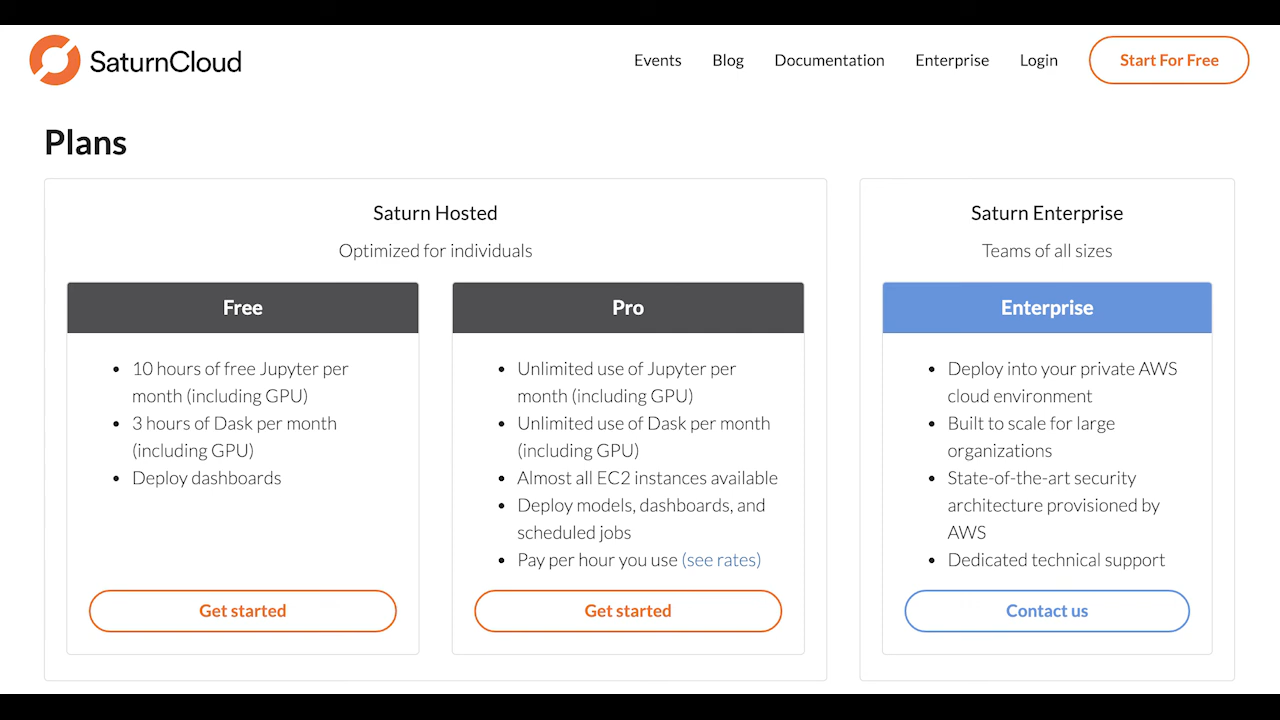 SaturnCloud
Events Blog Documentation Enterprise Login Start For Free
Plans
Saturn Hosted
Optimized for individuals
Free
10 hours of free Jupyter per
month (including GPU)
3 hours of Dask per month
(including GPU)
Deploy dashboards
Get started
Pro
Unlimited use of Jupyter per
month (including GPU)
Unlimited use of Dask per month
(including GPU)
Almost all EC2 instances available
Deploy models, dashboards, and
scheduled jobs
Pay per hour you use (see rates)
Get started
Saturn Enterprise
Teams of all sizes
Enterprise
Deploy into your private AWS
cloud environment
Built to scale for large
organizations
State-of-the-art security
architecture provisioned by
AWS
Dedicated technical support
Contact us